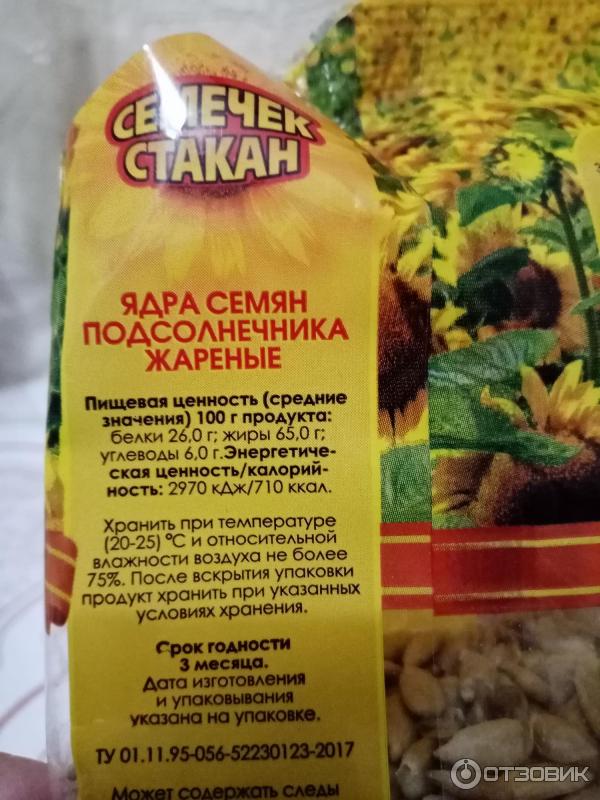 СЕМЕЧЕК
СТАКАН
ЯДРА СЕМЯН
ПОДСОЛНЕЧНИКА
ЖАРЕНЫЕ
Пищевая ценность (средние
значения) 100 г продукта:
белки 26,0 г; жиры 65,0 г;
углеводы 6,0 г. Энергетиче-
ская ценность/калорий-
ность: 2970 кДж/710 ккал.
Хранить при температуре
(20-25) °С и относительной
влажности воздуха не более
75%. После вскрытия упаковки
продукт хранить при указанных
условиях хранения.
Срок годности
3 месяца.
Дата изготовления
и упаковывания
указана на упаковке.
ТУ 01.11.95-056-52230123-2017
Может содержать следы
ОТЗОВИК